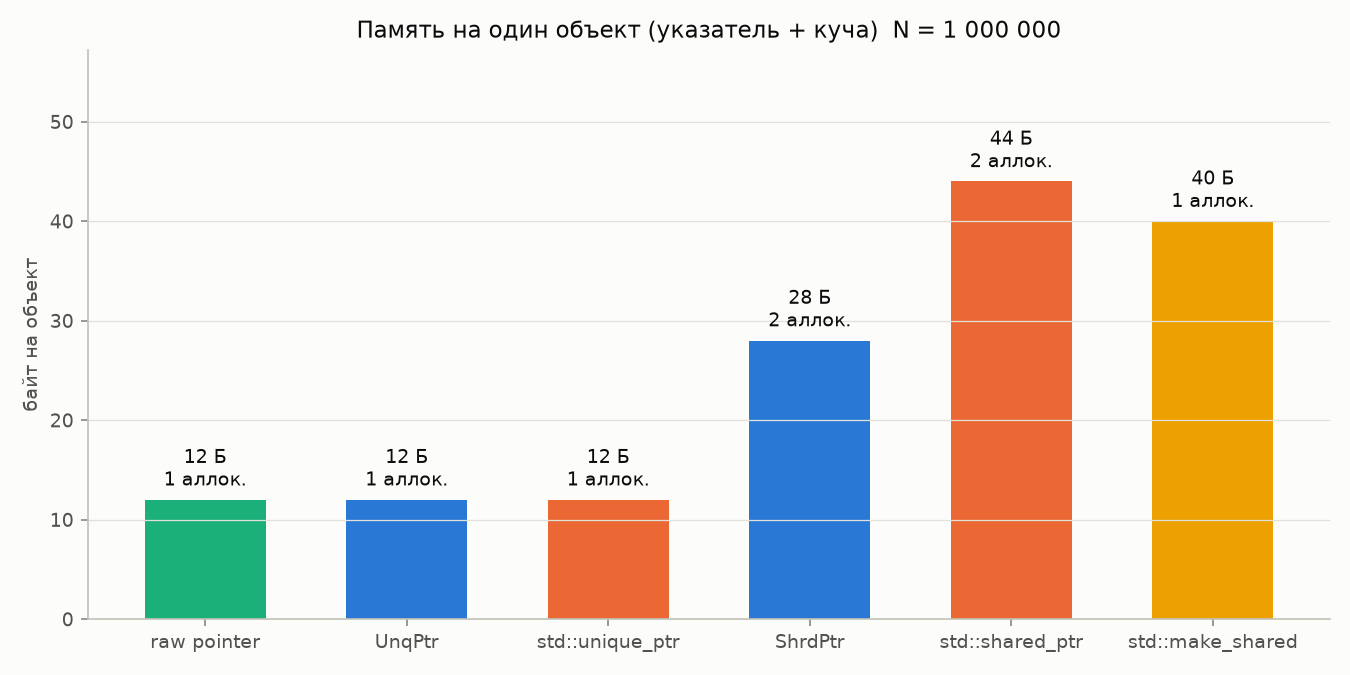 Память на один объект (указатель + куча)  N = 1 000 000
байт на объект
50
40
30
20
10
0
12 Б
1 аллок.
12 Б
1 аллок.
12 Б
1 аллок.
28 Б
2 аллок.
44 Б
2 аллок.
40 Б
1 аллок.
raw pointer
UnqPtr
std::unique_ptr
ShrdPtr
std::shared_ptr
std::make_shared